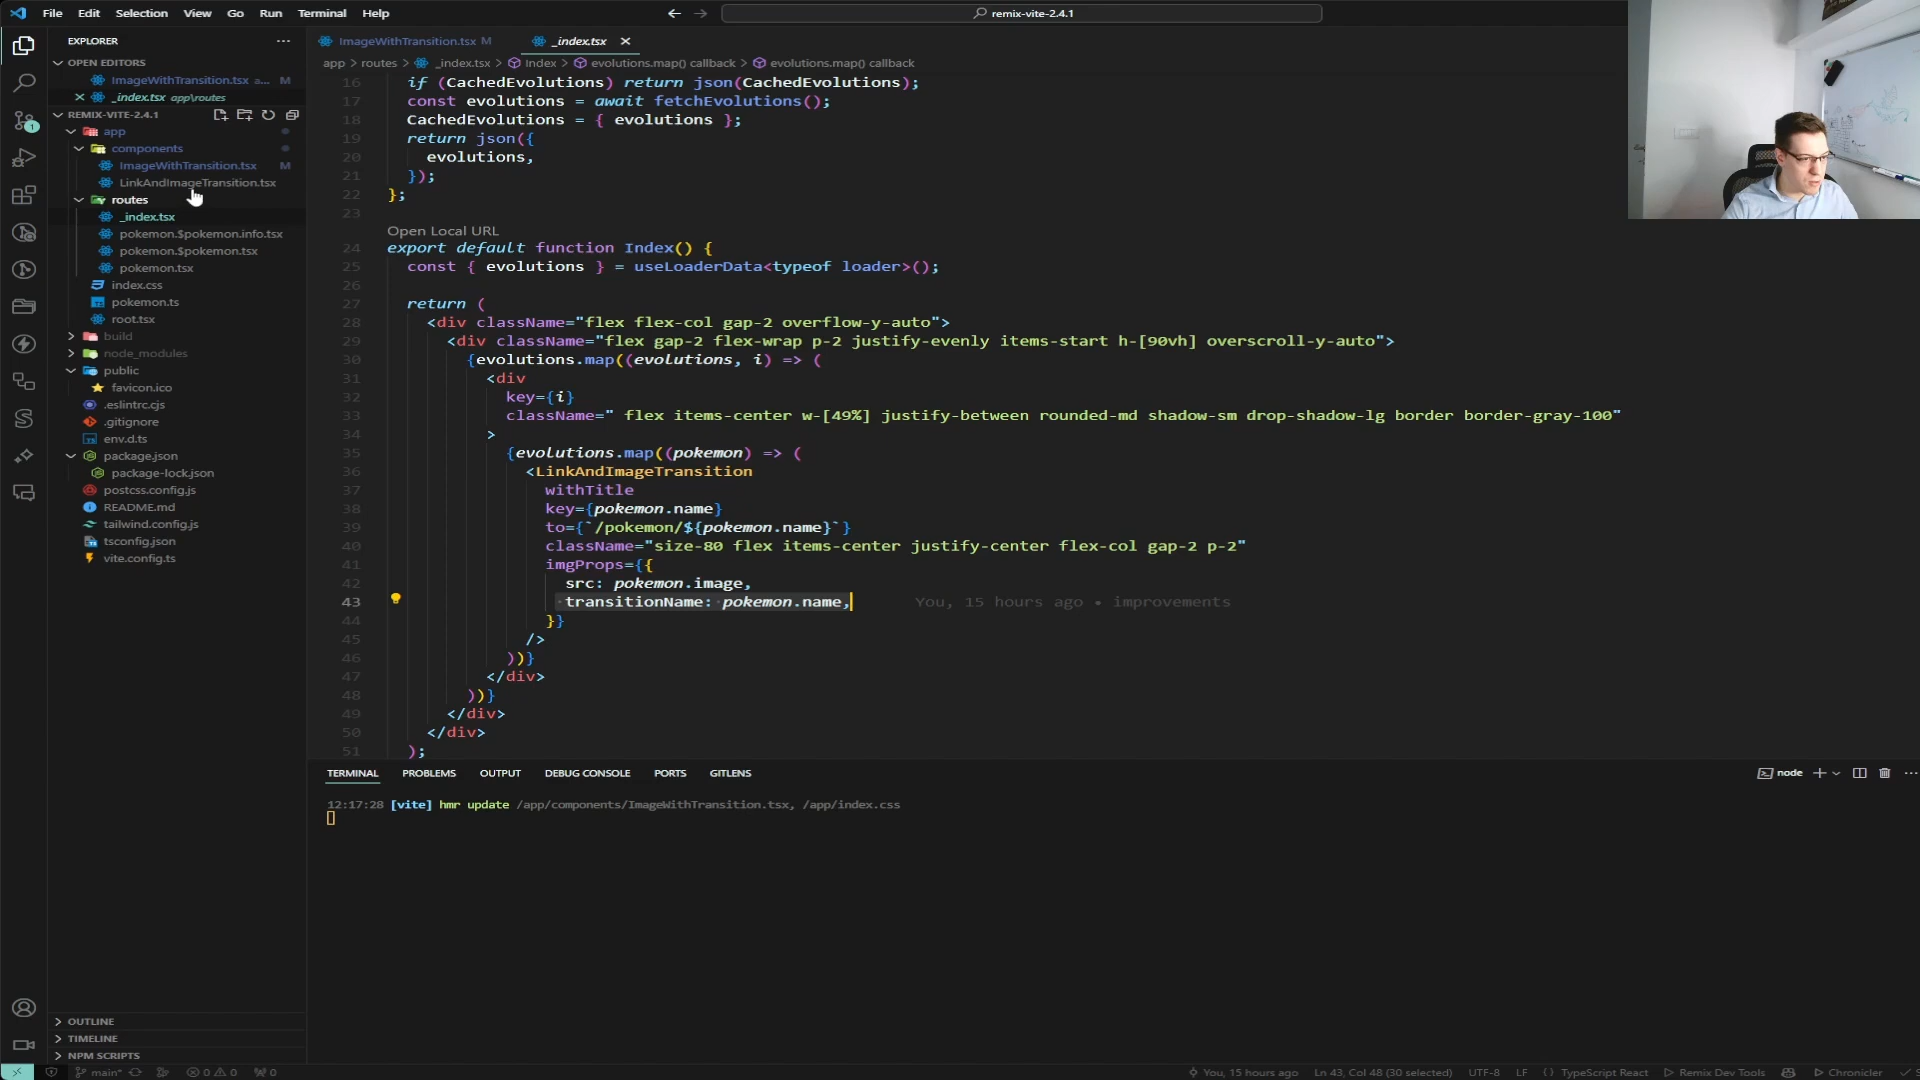 File Edit Selection View Go Run Terminal Help
remix-vite-2.4.1
EXPLORER
OPEN EDITORS
ImageWithTransition.tsx a... M
_index.tsx app\routes
REMIX-VITE-2.4.1
app
components
ImageWithTransition.tsx M
LinkAndImageTransition.tsx
routes
_index.tsx
pokemon.$pokemon.info.tsx
pokemon.$pokemon.tsx
pokemon.tsx
index.css
pokemon.ts
root.tsx
build
node_modules
public
favicon.ico
.eslintrc.cjs
.gitignore
env.d.ts
package.json
package-lock.json
postcss.config.js
README.md
tailwind.config.js
tsconfig.json
vite.config.ts
OUTLINE
TIMELINE
NPM SCRIPTS
ImageWithTransition.tsx M
_index.tsx
app > routes > _index.tsx > Index > evolutions.map() callback > evolutions.map() callback
16 if (CachedEvolutions) return json(CachedEvolutions);
17 const evolutions = await fetchEvolutions();
18 CachedEvolutions = { evolutions };
19 return json({
20 evolutions,
21 });
22 };
23
Open Local URL
24 export default function Index() {
25 const { evolutions } = useLoaderData<typeof loader>();
26
27 return (
28 <div className="flex flex-col gap-2 overflow-y-auto">
29 <div className="flex gap-2 flex-wrap p-2 justify-evenly items-start h-[90vh] overscroll-y-auto">
30 {evolutions.map((evolutions, i) => (
31 <div
32 key={i}
33 className=" flex items-center w-[49%] justify-between rounded-md shadow-sm drop-shadow-lg border border-gray-100"
34 >
35 {evolutions.map((pokemon) => (
36 <LinkAndImageTransition
37 withTitle
38 key={pokemon.name}
39 to={`/pokemon/${pokemon.name}`}
40 className="size-80 flex items-center justify-center flex-col gap-2 p-2"
41 imgProps={{
42 src: pokemon.image,
43 transitionName: pokemon.name, You, 15 hours ago • improvements
44 }}
45 />
46 ))}
47 </div>
48 ))}
49 </div>
50 </div>
51 );
TERMINAL PROBLEMS OUTPUT DEBUG CONSOLE PORTS GITLENS
node
12:17:28 [vite] hmr update /app/components/ImageWithTransition.tsx, /app/index.css
main* 0 0 0
You, 15 hours ago Ln 43, Col 48 (30 selected) UTF-8 LF {} TypeScript React Remix Dev Tools Chronicler